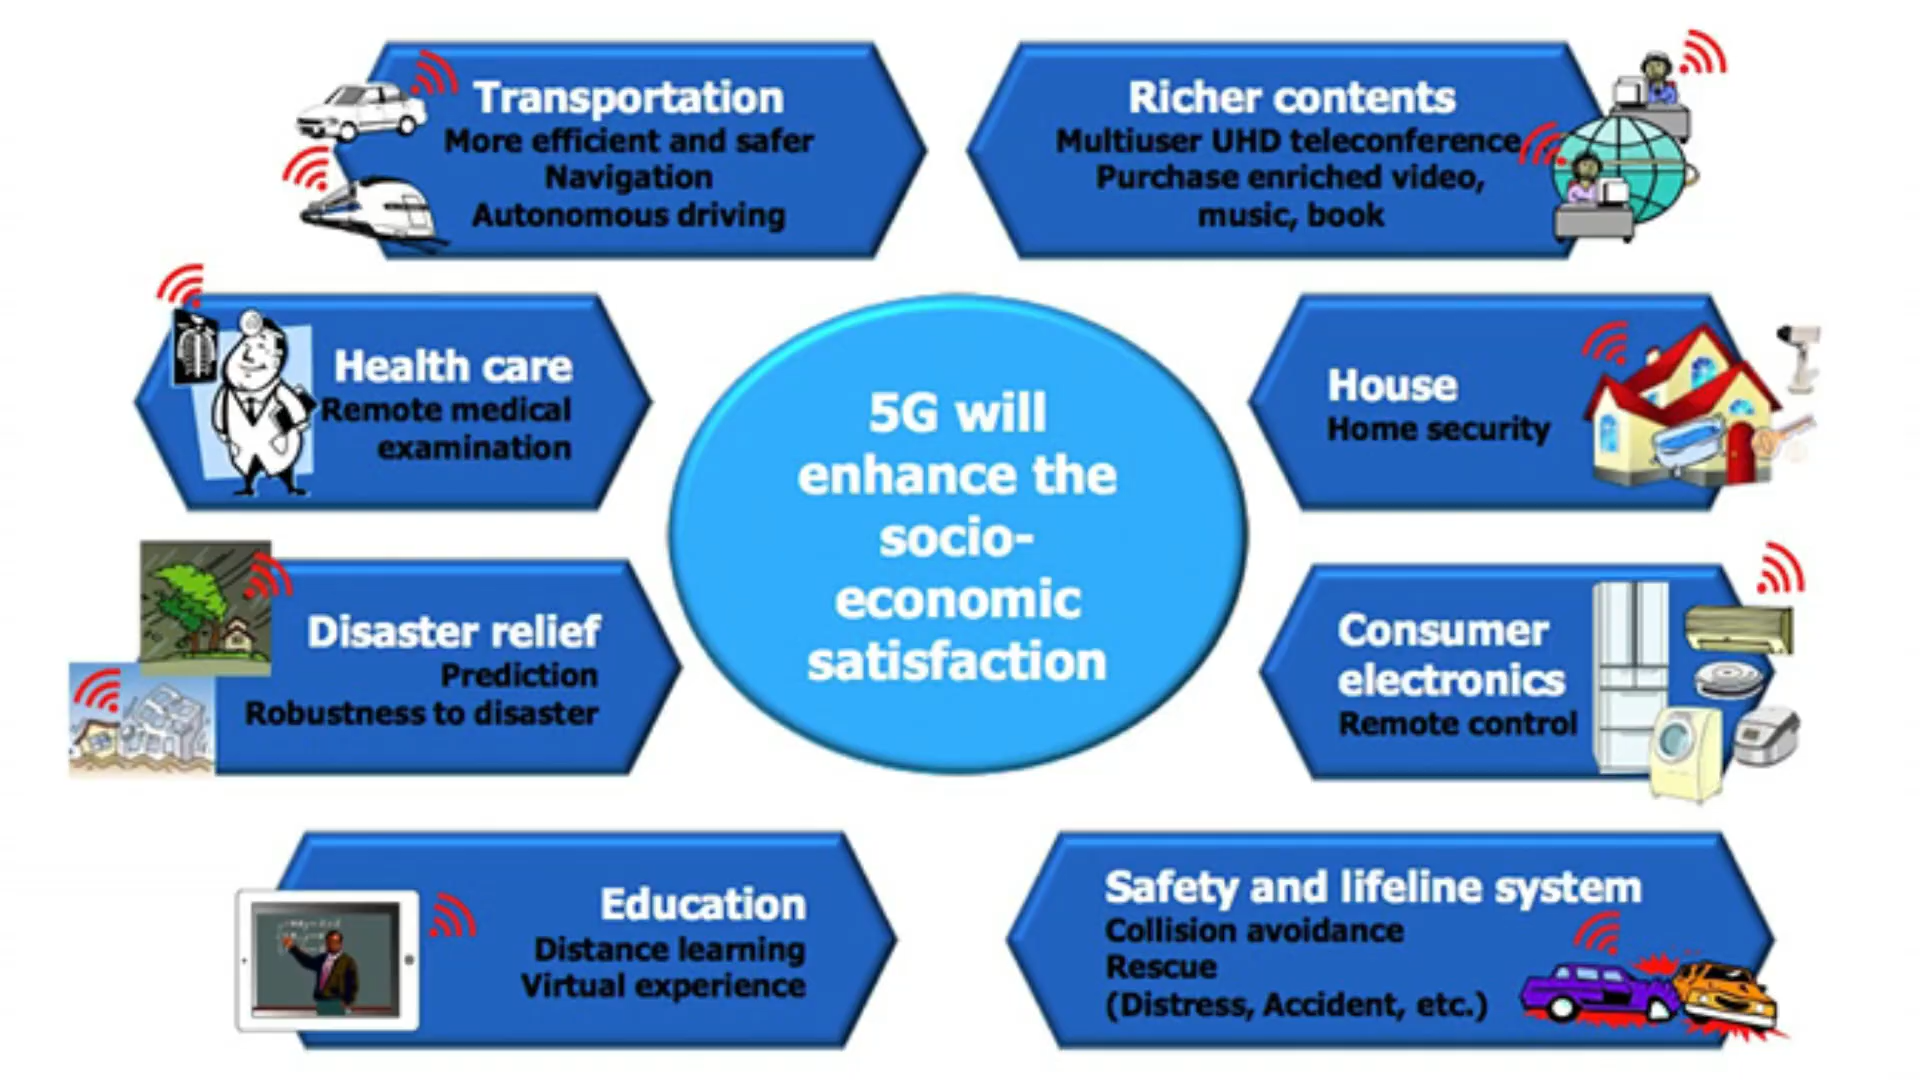 Transportation
More efficient and safer
Navigation
Autonomous driving
Richer contents
Multiuser UHD teleconference
Purchase enriched video,
music, book
Health care
Remote medical
examination
5G will
enhance the
socio-
economic
satisfaction
House
Home security
Disaster relief
Prediction
Robustness to disaster
Consumer
electronics
Remote control
Education
Distance learning
Virtual experience
Safety and lifeline system
Collision avoidance
Rescue
(Distress, Accident, etc.)